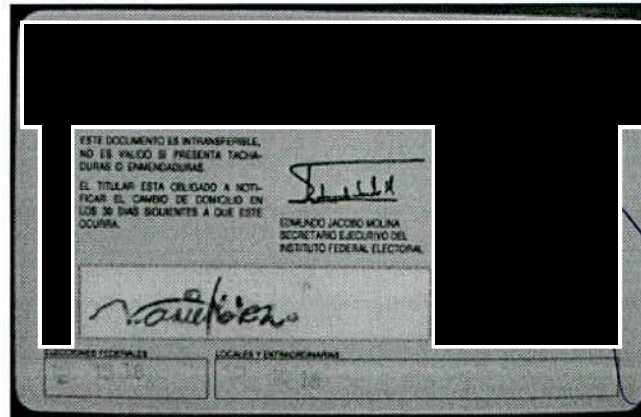 ESTE DOCUMENTO ES INTRANSFERIBLE,
NO ES VALIDO SI PRESENTA TACHA-
DURAS O ENMENDADURAS.
EL TITULAR ESTA OBLIGADO A NOTI-
FICAR EL CAMBIO DE DOMICILIO EN
LOS 30 DIAS SIGUIENTES A QUE ESTE
OCURRA.
EDMUNDO JACOBO MOLINA
SECRETARIO EJECUTIVO DEL
INSTITUTO FEDERAL ELECTORAL
ELECCIONES FEDERALES
LOCALES Y EXTRAORDINARIAS
18